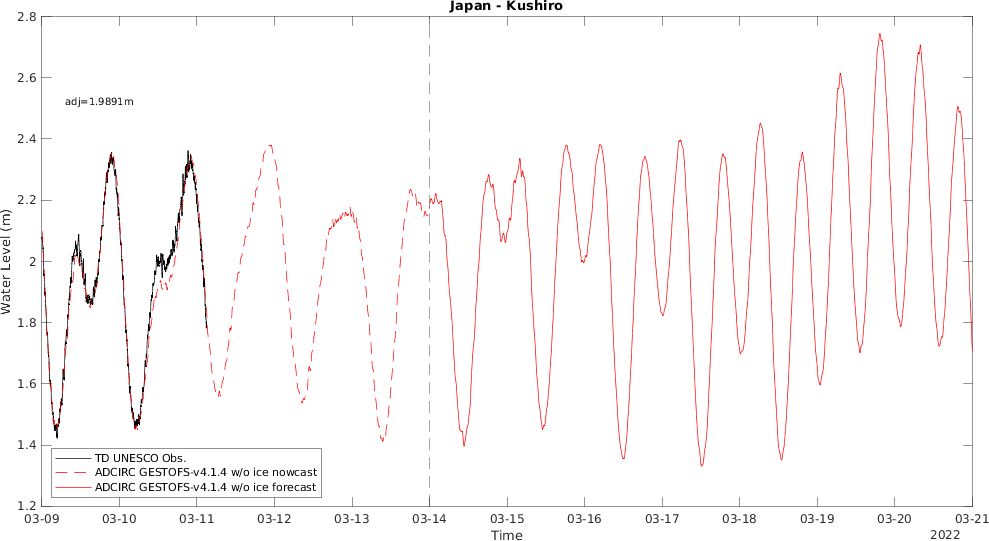 Japan - Kushiro
2.8
2.6
2.4
2.2
2
1.8
1.6
1.4
1.2
Water Level (m)
adj=1.9891m
TD UNESCO Obs.
ADCIRC GESTOFS-v4.1.4 w/o ice nowcast
ADCIRC GESTOFS-v4.1.4 w/o ice forecast
03-09 03-10 03-11 03-12 03-13 03-14 03-15 03-16 03-17 03-18 03-19 03-20 03-21
Time
2022